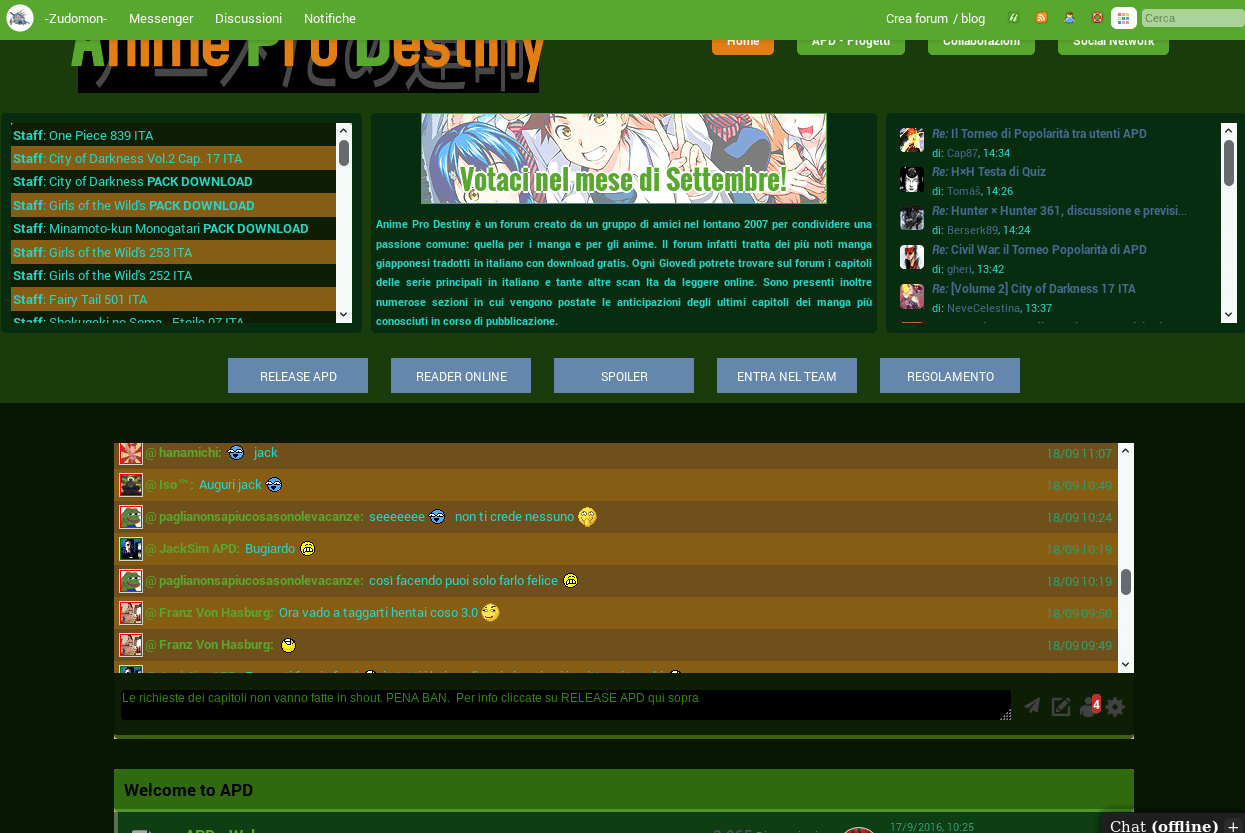 -Zudomon- Messenger Discussioni Notifiche Crea forum / blog Cerca
Anime Pro Destiny
Home APD - Progetti Collaborazioni Social Network
Staff: One Piece 839 ITA
Staff: City of Darkness Vol.2 Cap. 17 ITA
Staff: City of Darkness PACK DOWNLOAD
Staff: Girls of the Wild's PACK DOWNLOAD
Staff: Minamoto-kun Monogatari PACK DOWNLOAD
Staff: Girls of the Wild's 253 ITA
Staff: Girls of the Wild's 252 ITA
Staff: Fairy Tail 501 ITA
Staff: Shokugeki no Soma - Etoile 07 ITA
Votaci nel mese di Settembre!
Anime Pro Destiny è un forum creato da un gruppo di amici nel lontano 2007 per condividere una
passione comune: quella per i manga e per gli anime. Il forum infatti tratta dei più noti manga
giapponesi tradotti in italiano con download gratis. Ogni Giovedì potrete trovare sul forum i capitoli
delle serie principali in italiano e tante altre scan Ita da leggere online. Sono presenti inoltre
numerose sezioni in cui vengono postate le anticipazioni degli ultimi capitoli dei manga più
conosciuti in corso di pubblicazione.
Re: Il Torneo di Popolarità tra utenti APD
di: Cap87, 14:34
Re: H×H Testa di Quiz
di: Tomáš, 14:26
Re: Hunter × Hunter 361, discussione e previsi...
di: Berserk89, 14:24
Re: Civil War: il Torneo Popolarità di APD
di: gheri, 13:42
Re: [Volume 2] City of Darkness 17 ITA
di: NeveCelestina, 13:37
RELEASE APD READER ONLINE SPOILER ENTRA NEL TEAM REGOLAMENTO
@ hanamichi: jack 18/09 11:07
@ Iso™: Auguri jack 18/09 10:49
@ paglianonsapiucosasonolevacanze: seeeeeee non ti crede nessuno 18/09 10:24
@ JackSim APD: Bugiardo 18/09 10:19
@ paglianonsapiucosasonolevacanze: così facendo puoi solo farlo felice 18/09 10:19
@ Franz Von Hasburg: Ora vado a taggarti hentai coso 3.0 18/09 09:50
@ Franz Von Hasburg: 18/09 09:49
Le richieste dei capitoli non vanno fatte in shout. PENA BAN. Per info cliccate su RELEASE APD qui sopra
4
Welcome to APD
17/9/2016, 10:25
Chat (offline) +